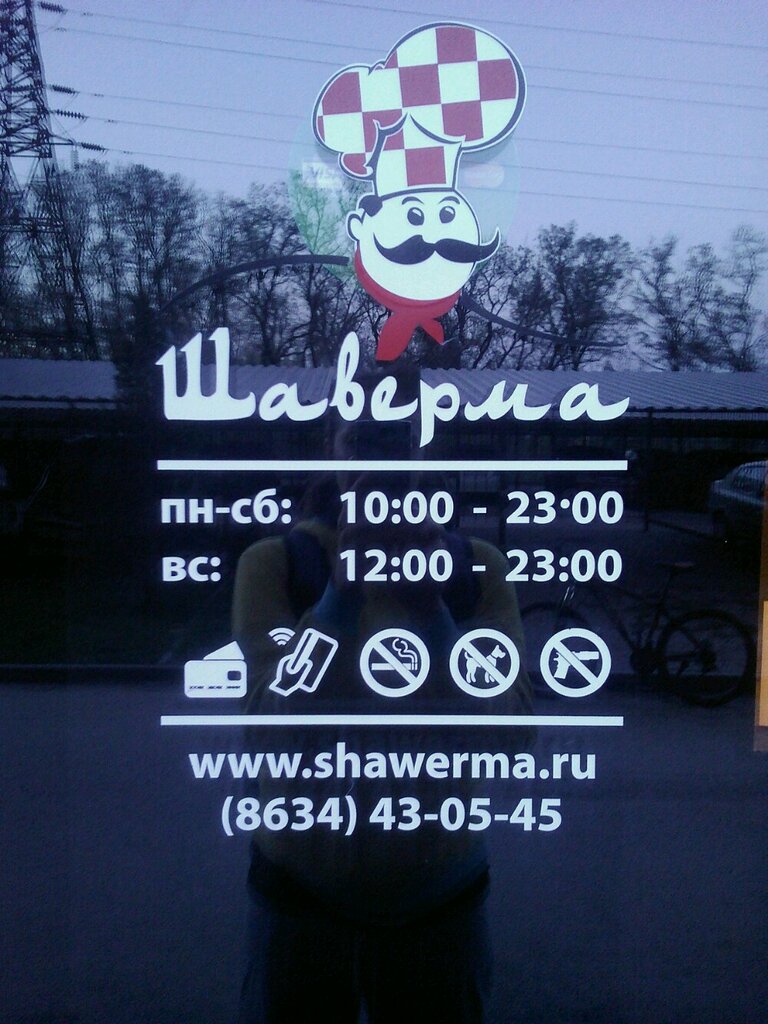 Шаверма
пн-сб: 10:00 - 23:00
вс: 12:00 - 23:00
www.shawerma.ru
(8634) 43-05-45